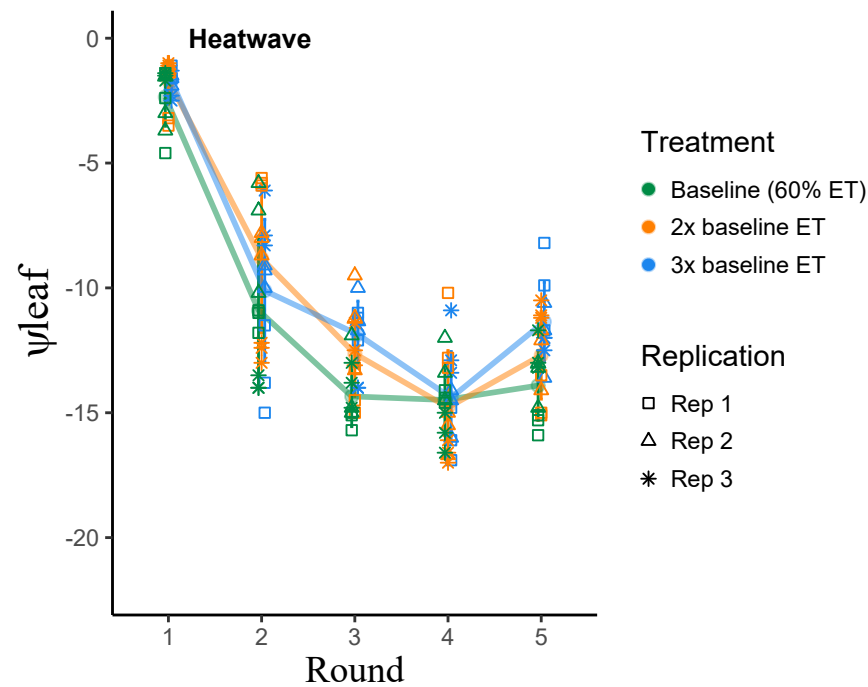 Heatwave
0
-5
-10
-15
-20
ψleaf
1 2 3 4 5
Round
Treatment
Baseline (60% ET)
2x baseline ET
3x baseline ET
Replication
Rep 1
Rep 2
Rep 3